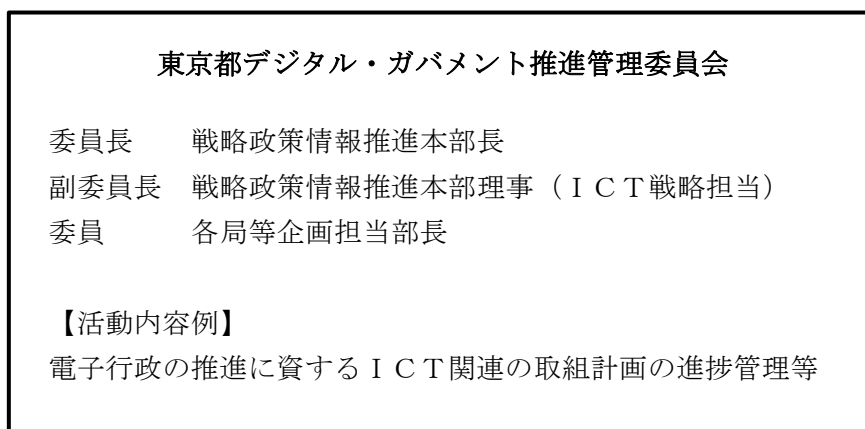 東京都デジタル・ガバメント推進管理委員会
委員長　　戦略政策情報推進本部長
副委員長　戦略政策情報推進本部理事（ＩＣＴ戦略担当）
委員　　　各局等企画担当部長
【活動内容例】
電子行政の推進に資するＩＣＴ関連の取組計画の進捗管理等